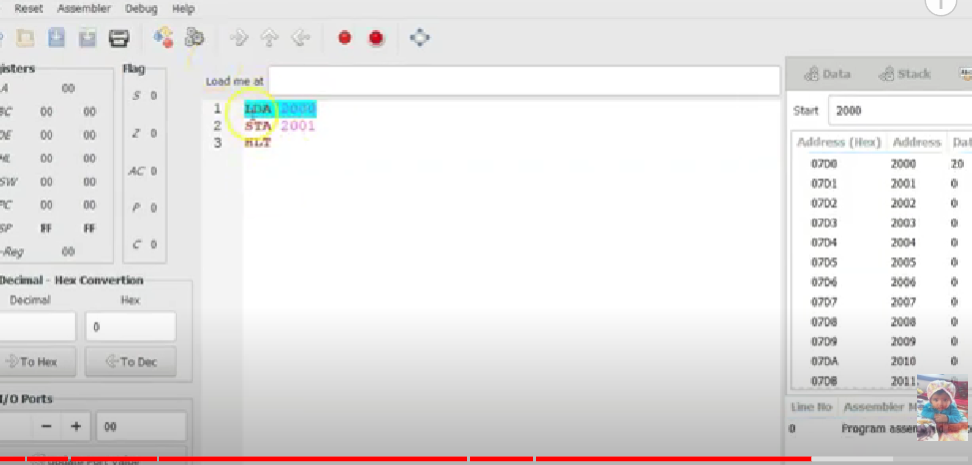 Reset Assembler Debug Help
Load me at
1 LDA 2000
2 STA 2001
3 HLT
Flag
A 00
BC 00 00
DE 00 00
HL 00 00
SW 00 00
PC 00 00
SP FF FF
-Reg 00
S 0
Z 0
AC 0
P 0
C 0
Decimal - Hex Convertion
Decimal Hex
0
To Hex To Dec
I/O Ports
- + 00
Data Stack
Start 2000
Address (Hex) Address
07D0 2000 20
07D1 2001 0
07D2 2002 0
07D3 2003 0
07D4 2004 0
07D5 2005 0
07D6 2006 0
07D7 2007 0
07D8 2008 0
07D9 2009 0
07DA 2010 0
07DB 2011
Line No Assembler
0 Program